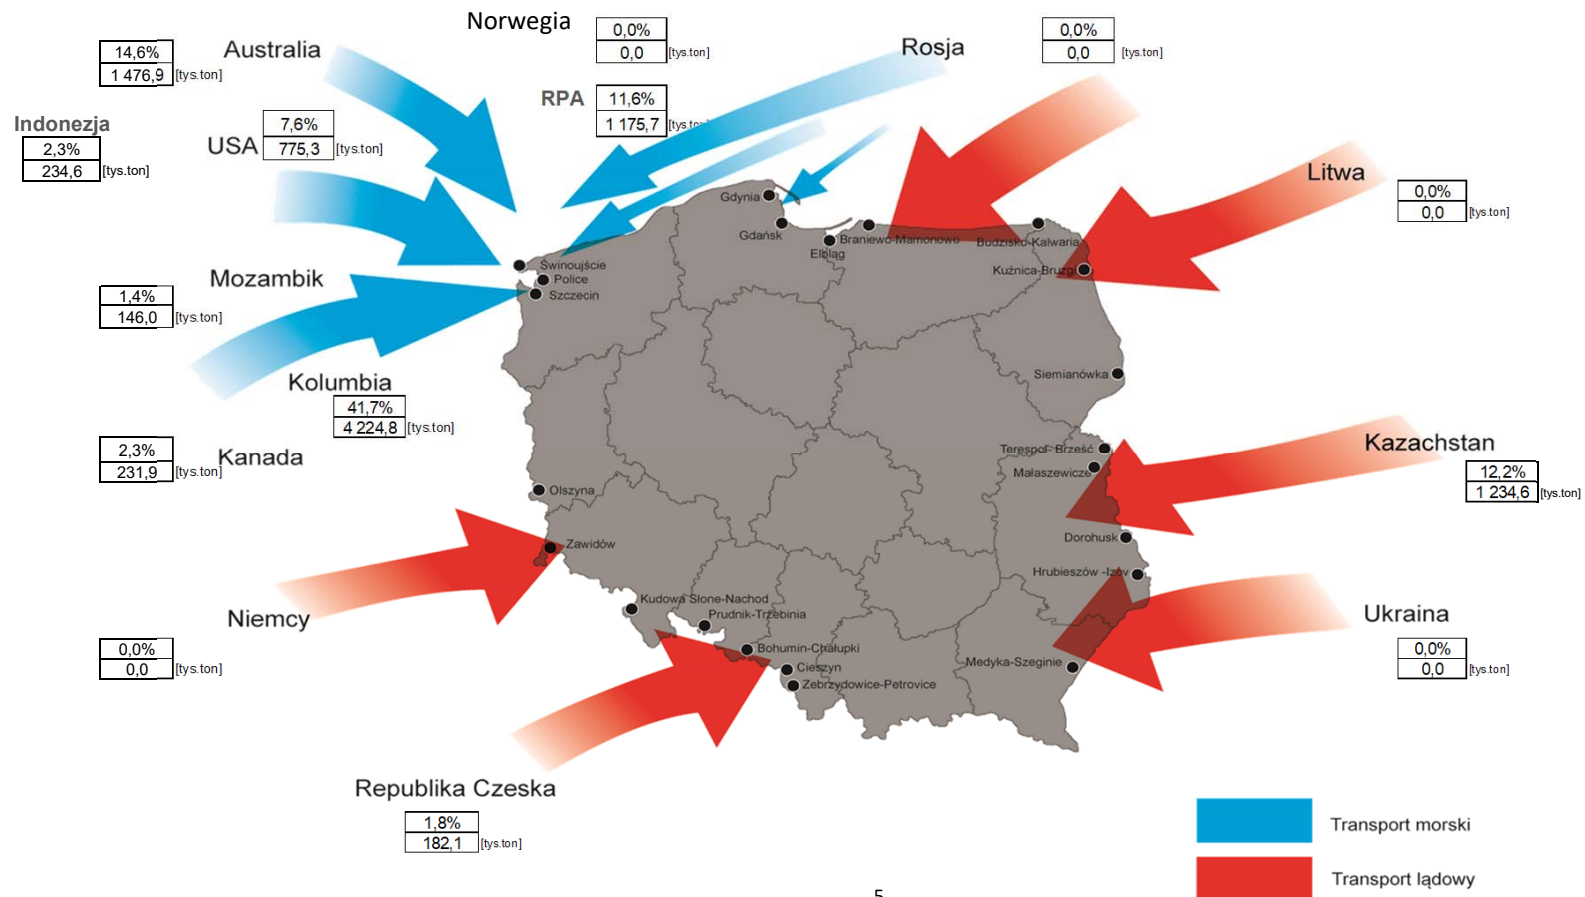 Norwegia
0,0%
0,0 [tys.ton]
Rosja
0,0%
0,0 [tys.ton]
Australia
14,6%
1 476,9 [tys.ton]
RPA
11,6%
1 175,7 [tys.ton]
Indonezja
2,3%
234,6 [tys.ton]
USA
7,6%
775,3 [tys.ton]
Litwa
0,0%
0,0 [tys.ton]
Gdynia
Gdańsk
Elbląg
Braniewo-Mamonowo
Budzisko-Kalwaria
Kuźnica-Bruzgi
Świnoujście
Police
Szczecin
Mozambik
1,4%
146,0 [tys.ton]
Kolumbia
41,7%
4 224,8 [tys.ton]
Siemianówka
Kanada
2,3%
231,9 [tys.ton]
Terespol- Brześć
Małaszewicze
Kazachstan
12,2%
1 234,6 [tys.ton]
Olszyna
Zawidów
Dorohusk
Hrubieszów -Izov
Kudowa Słone-Nachod
Prudnik-Trzebinia
Niemcy
0,0%
0,0 [tys.ton]
Ukraina
0,0%
0,0 [tys.ton]
Bohumin-Chałupki
Cieszyn
Zebrzydowice-Petrovice
Medyka-Szeginie
Republika Czeska
1,8%
182,1 [tys.ton]
Transport morski
Transport lądowy
5